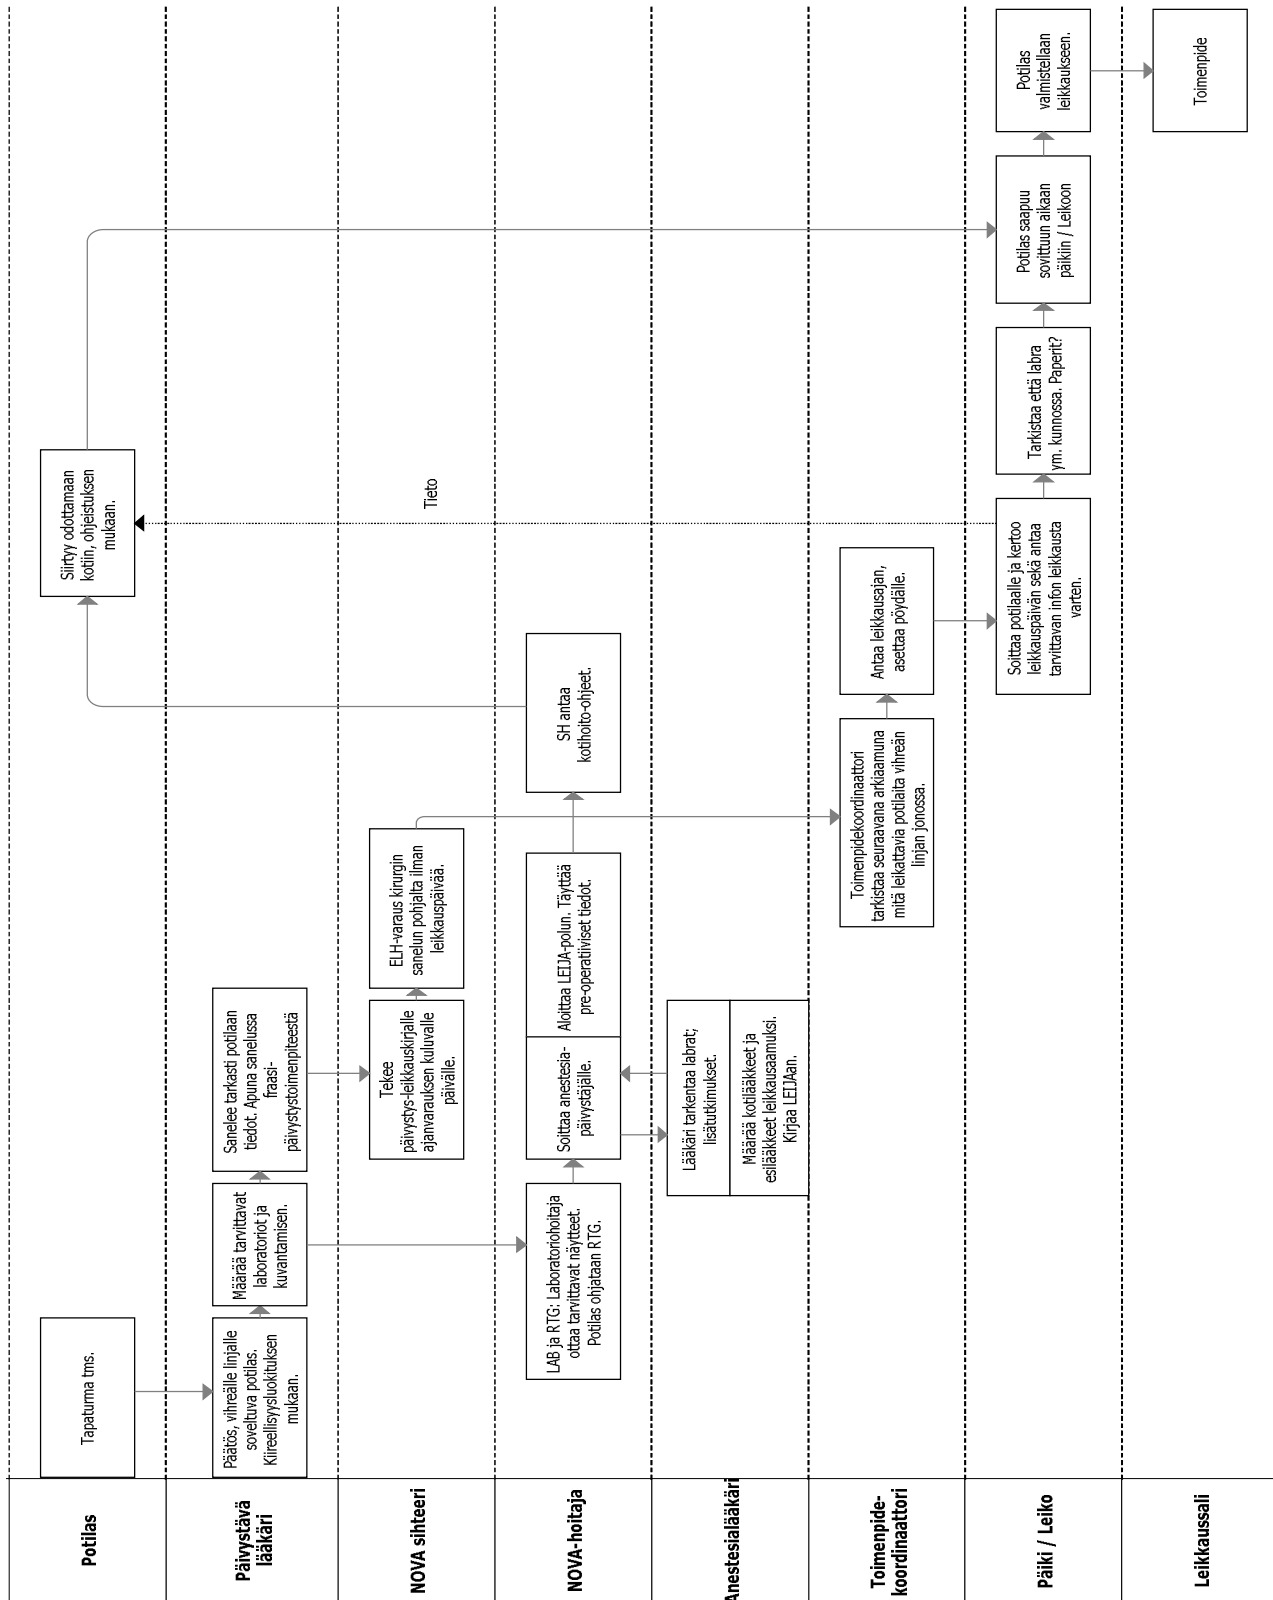 Potilas
Tapaturma tms.
Siirtyy odottamaan
kotiin, ohjeistuksen
mukaan.
Päivystävä
lääkäri
Päätös, vihreälle linjalle
soveltuva potilas.
Kiireellisyysluokituksen
mukaan.
Määrää tarvittavat
laboratoriot ja
kuvantamisen.
Sanelee tarkasti potilaan
tiedot. Apuna sanelussa
fraasi-
päivystystoimenpiteestä
NOVA sihteeri
Tekee
päivystys-leikkauskirjalle
ajanvarauksen kuluvalle
päivälle.
ELH-varaus kirurgin
sanelun pohjalta ilman
leikkauspäivää.
Tieto
NOVA-hoitaja
LAB ja RTG: Laboratoriohoitaja
ottaa tarvittavat näytteet.
Potilas ohjataan RTG.
Soittaa anestesia-
päivystäjälle.
Aloittaa LEIJA-polun. Täyttää
pre-operatiiviset tiedot.
SH antaa
kotihoito-ohjeet.
Anestesialääkäri
Lääkäri tarkentaa labrat;
lisätutkimukset.
Määrää kotilääkkeet ja
esilääkkeet leikkausaamuksi.
Kirjaa LEIJAan.
Toimenpide-
koordinaattori
Toimenpidekoordinaattori
tarkistaa seuraavana arkiaamuna
mitä leikattavia potilaita vihreän
linjan jonossa.
Antaa leikkausajan,
asettaa pöydälle.
Päiki / Leiko
Soittaa potilaalle ja kertoo
leikkauspäivän sekä antaa
tarvittavan infon leikkausta
varten.
Tarkistaa että labra
ym. kunnossa. Paperit?
Potilas saapuu
sovittuun aikaan
päikiin / Leikoon
Potilas
valmistellaan
leikkaukseen.
Leikkaussali
Toimenpide